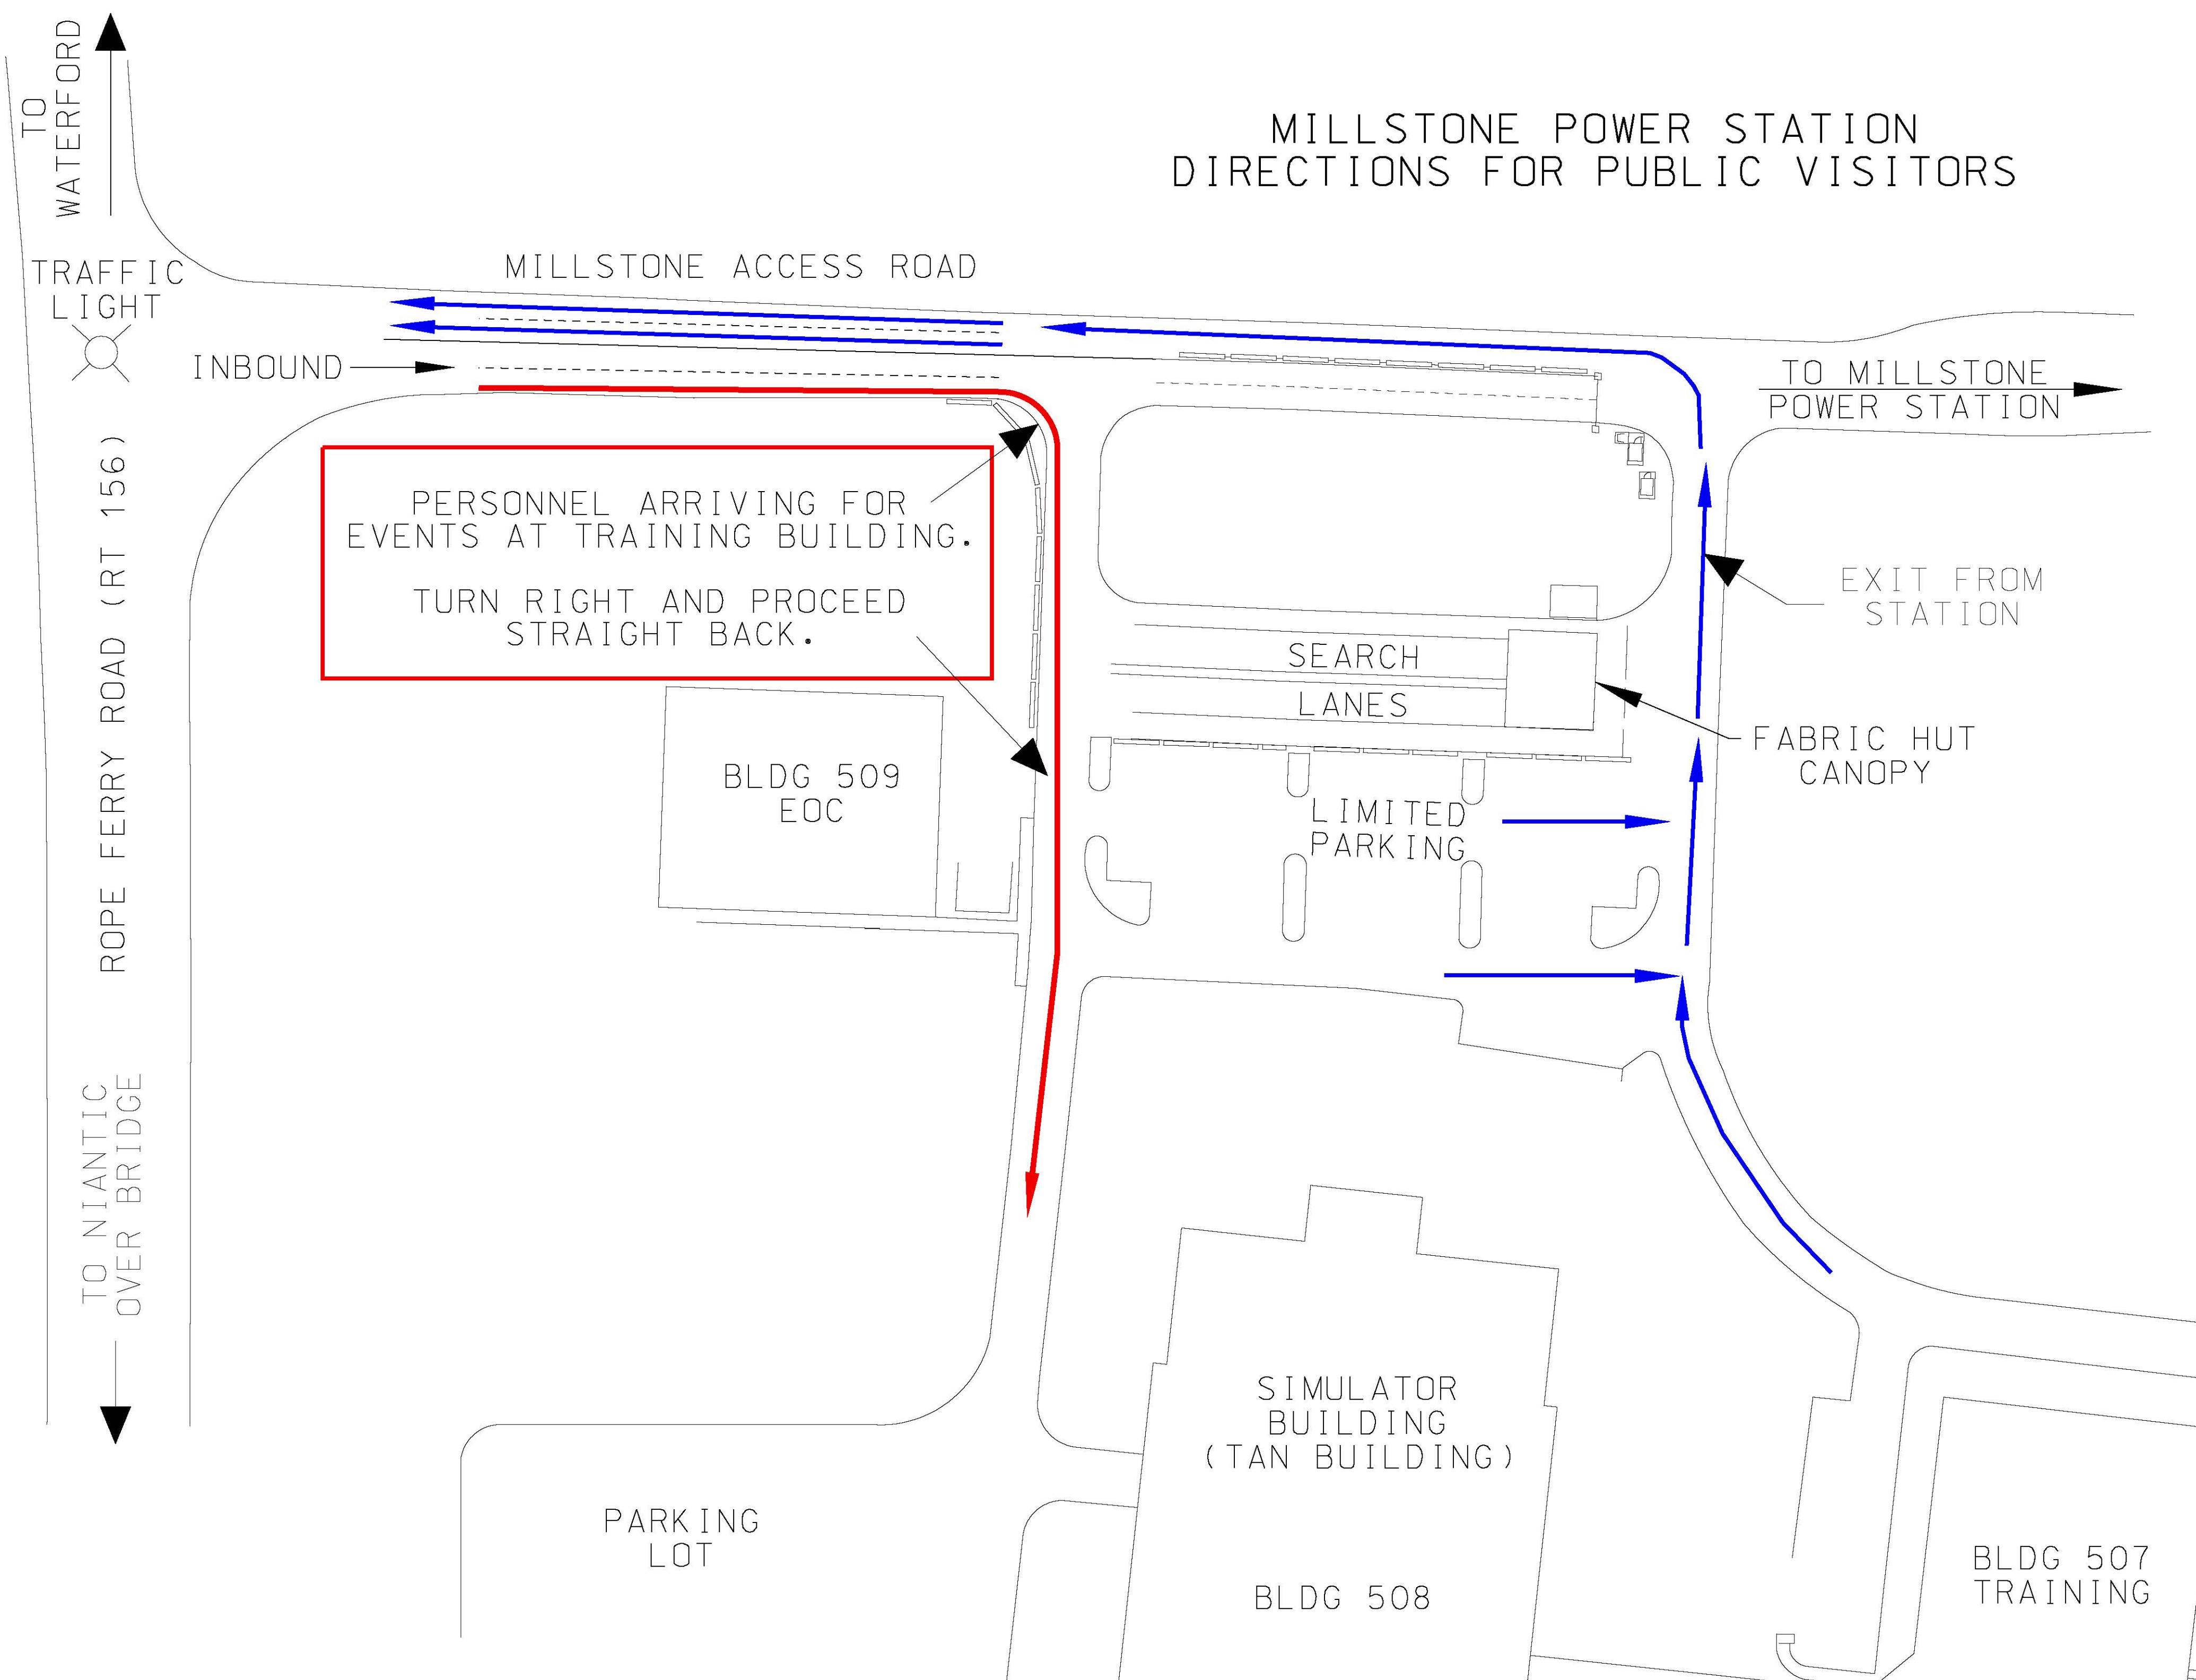 TO
WATERFORD
MILLSTONE POWER STATION
DIRECTIONS FOR PUBLIC VISITORS
TRAFFIC
LIGHT
MILLSTONE ACCESS ROAD
INBOUND
TO MILLSTONE
POWER STATION
ROPE FERRY ROAD (RT 156)
PERSONNEL ARRIVING FOR
EVENTS AT TRAINING BUILDING.
TURN RIGHT AND PROCEED
STRAIGHT BACK.
EXIT FROM
STATION
SEARCH
LANES
FABRIC HUT
CANOPY
BLDG 509
EOC
LIMITED
PARKING
TO NIANTIC
OVER BRIDGE
SIMULATOR
BUILDING
(TAN BUILDING)
PARKING
LOT
BLDG 508
BLDG 507
TRAINING